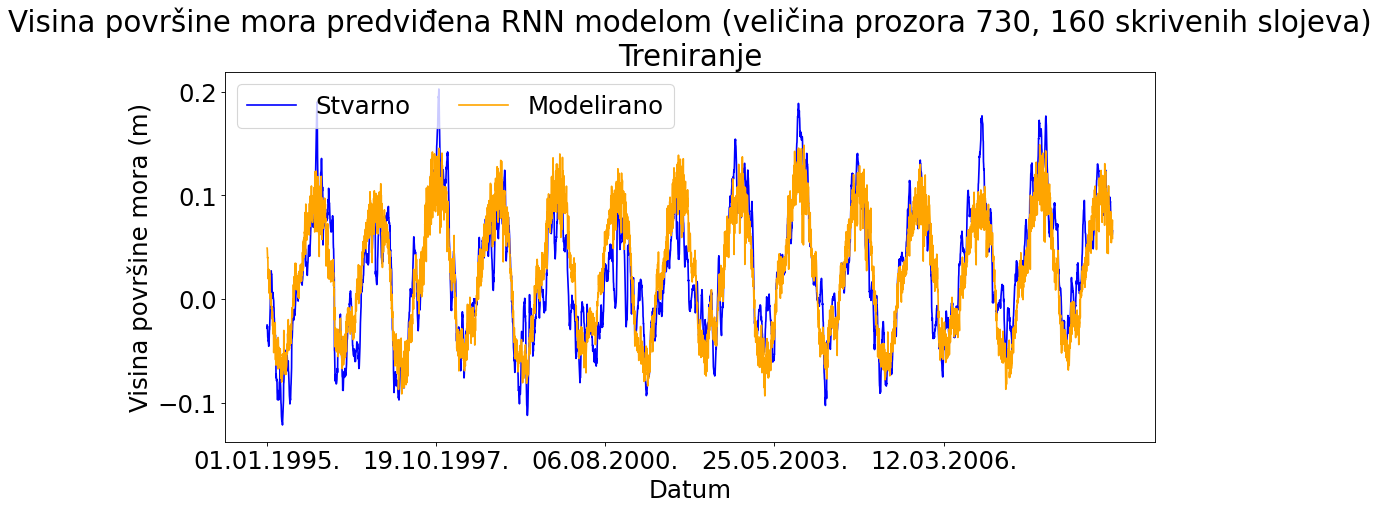 Visina površine mora predviđena RNN modelom (veličina prozora 730, 160 skrivenih slojeva)
Treniranje
Stvarno Modelirano
Visina površine mora (m)
0.2
0.1
0.0
−0.1
01.01.1995. 19.10.1997. 06.08.2000. 25.05.2003. 12.03.2006.
Datum